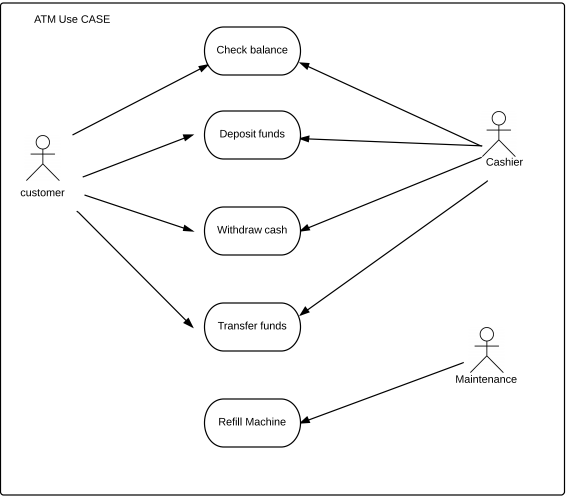 ATM Use CASE
Check balance
Deposit funds
Cashier
customer
Withdraw cash
Transfer funds
Maintenance
Refill Machine